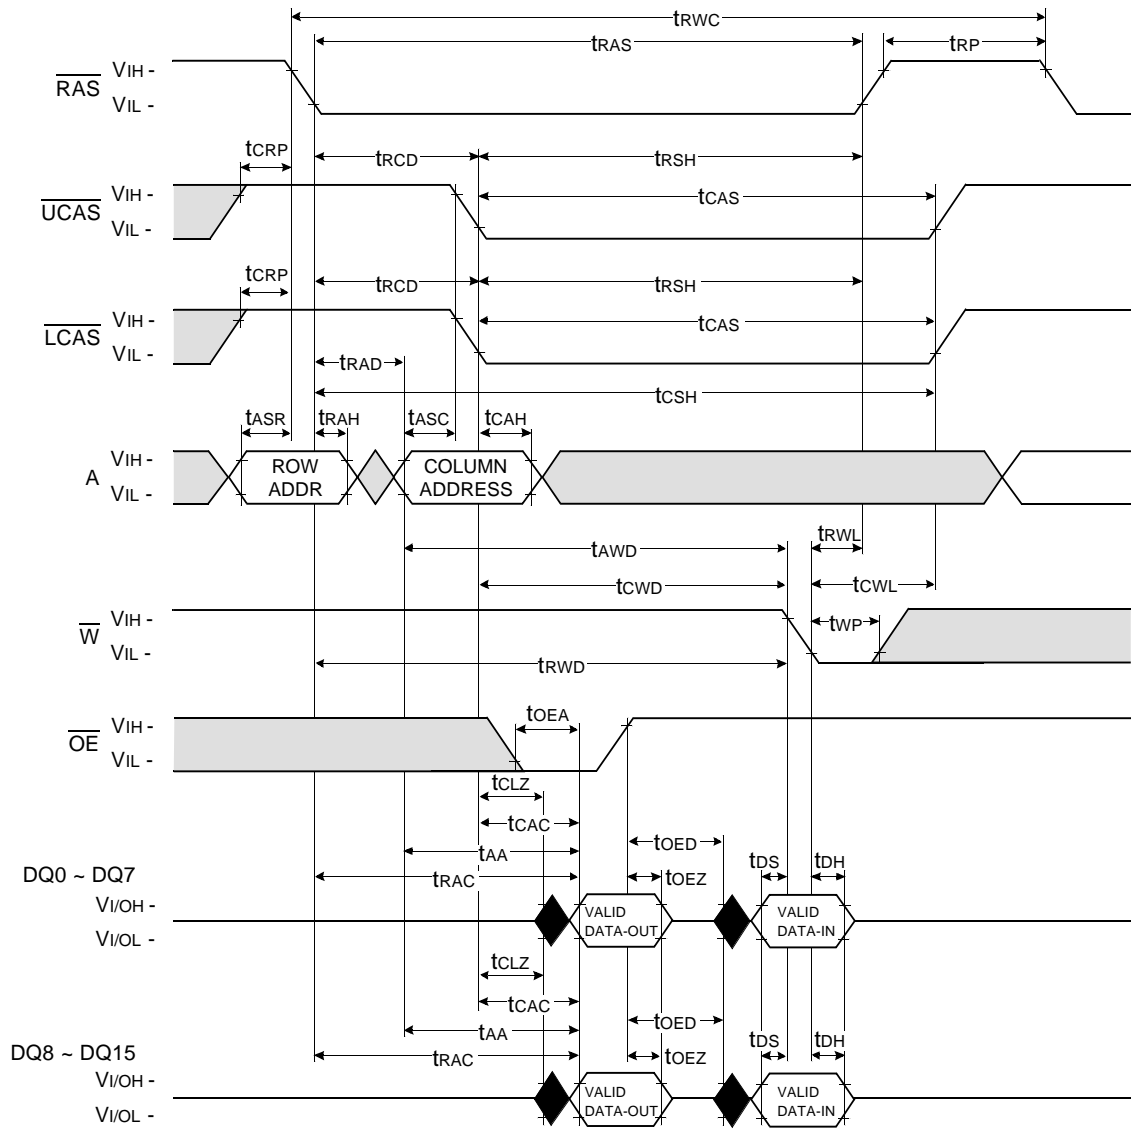 tRWC
tRAS
tRP
RAS
VIH -
VIL -
tCRP
tRCD
tRSH
UCAS
VIH -
VIL -
tCAS
tCRP
tRCD
tRSH
LCAS
VIH -
VIL -
tCAS
tRAD
tCSH
tASR
tRAH
tASC
tCAH
A
VIH -
VIL -
ROW
ADDR
COLUMN
ADDRESS
tAWD
tRWL
tCWD
tCWL
W
VIH -
VIL -
tWP
tRWD
OE
VIH -
VIL -
tOEA
tCLZ
tCAC
tOED
tAA
tDS
tDH
DQ0 ~ DQ7
tRAC
tOEZ
VI/OH -
VI/OL -
VALID
DATA-OUT
VALID
DATA-IN
tCLZ
tCAC
tOED
tAA
tDS
tDH
DQ8 ~ DQ15
tRAC
tOEZ
VI/OH -
VI/OL -
VALID
DATA-OUT
VALID
DATA-IN